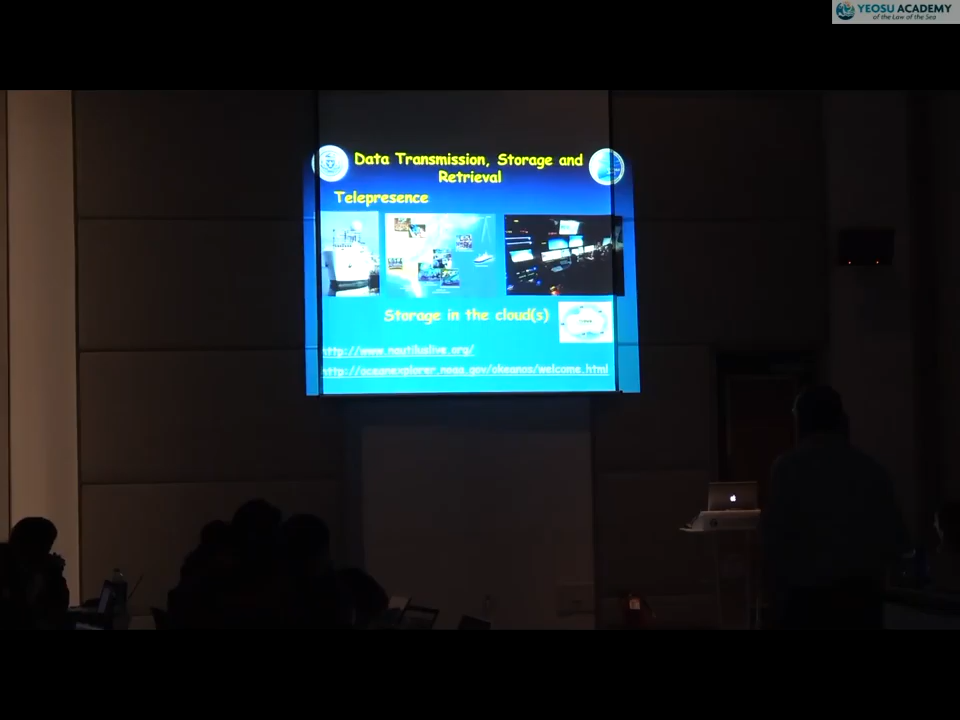 YEOSU ACADEMY
of the Law of the Sea
Data Transmission, Storage and
Retrieval
Telepresence
Storage in the cloud(s)
http://www.nautiluslive.org/
http://oceanexplorer.noaa.gov/okeanos/welcome.html